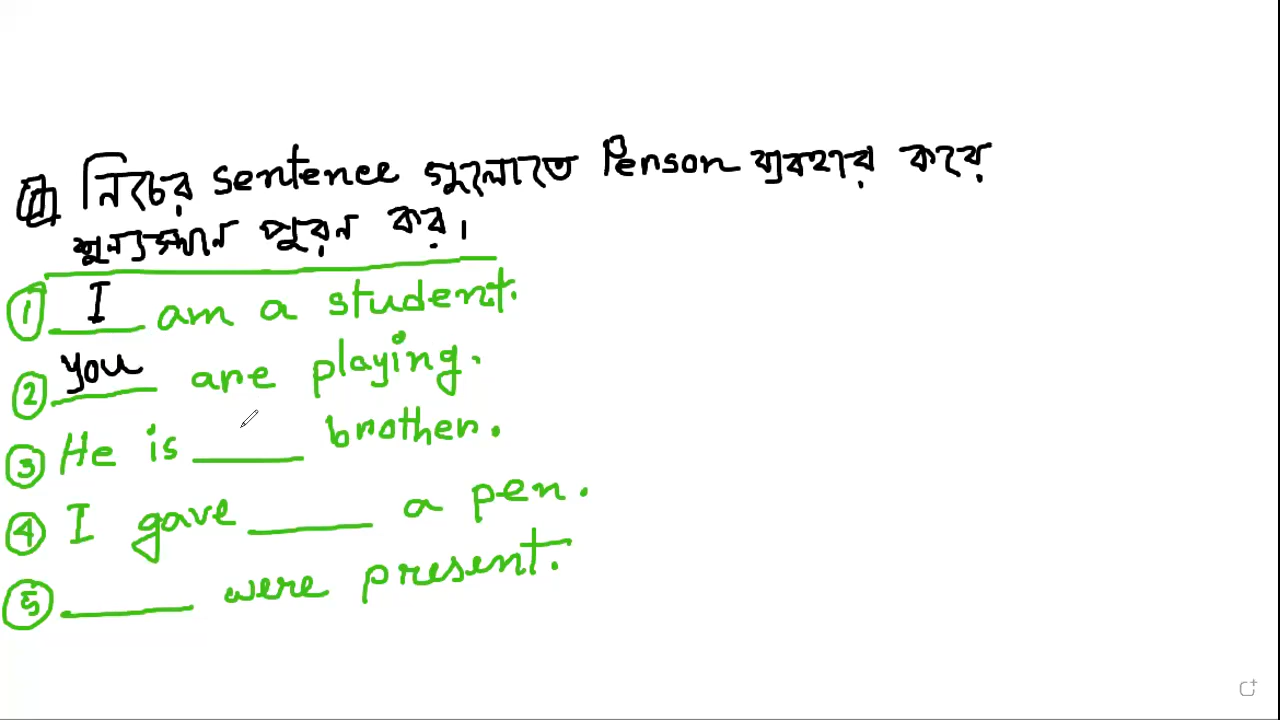 নিচের sentence গুলোতে Person ব্যবহার করে
শুন্যস্থান পুরন কর।
① I am a student.
② you are playing.
③ He is ____ brother.
④ I gave ____ a pen.
⑤ ____ were present.